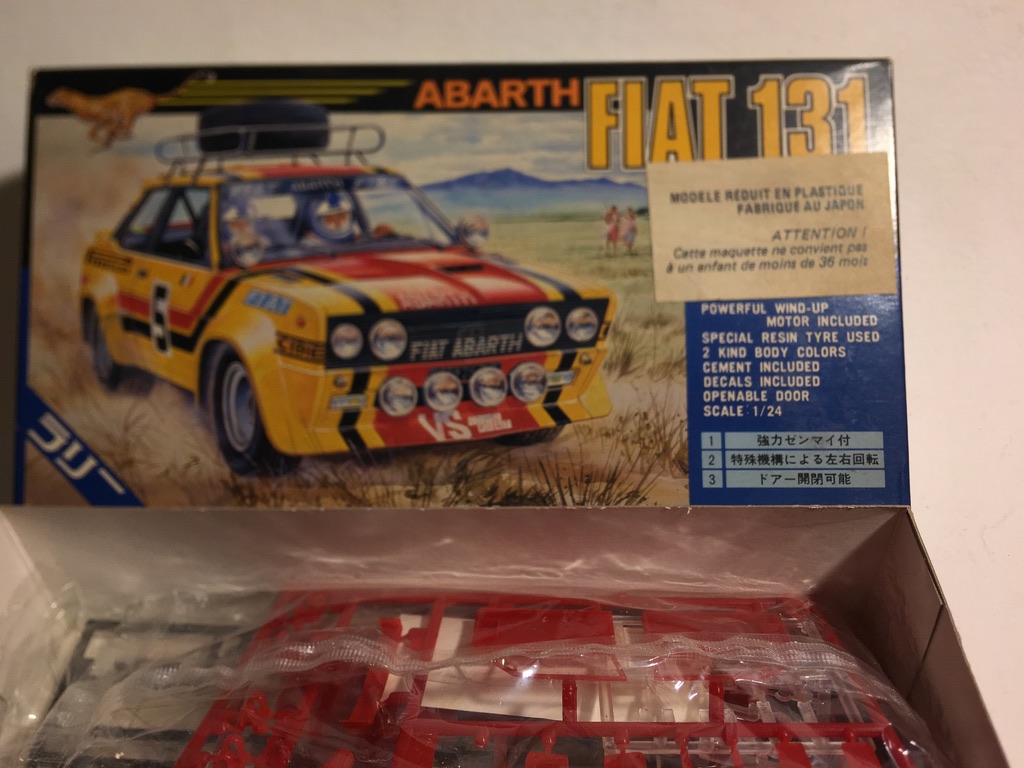 ABARTH FIAT 131
MODELE REDUIT EN PLASTIQUE
FABRIQUE AU JAPON
ATTENTION !
Cette maquette ne convient pas
à un enfant de moins de 36 mois
POWERFUL WIND-UP
MOTOR INCLUDED
SPECIAL RESIN TYRE USED
2 KIND BODY COLORS
CEMENT INCLUDED
DECALS INCLUDED
OPENABLE DOOR
SCALE 1/24
1 強力ゼンマイ付
2 特殊機構による左右回転
3 ドアー開閉可能
ABARTH
5
FIAT ABARTH
VS
ラリー